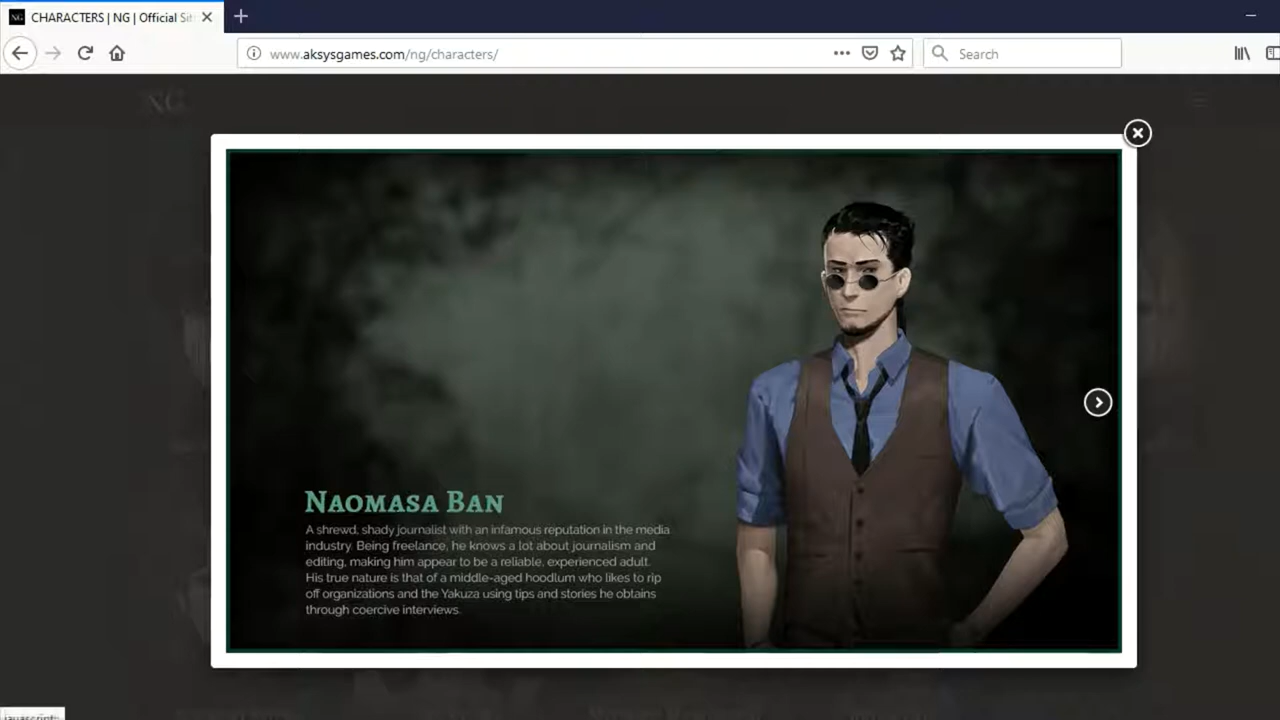 CHARACTERS | NG | Official Sit
www.aksysgames.com/ng/characters/
Search
NG
NAOMASA BAN
A shrewd, shady journalist with an infamous reputation in the media
industry. Being freelance, he knows a lot about journalism and
editing, making him appear to be a reliable, experienced adult.
His true nature is that of a middle-aged hoodlum who likes to rip
off organizations and the Yakuza using tips and stories he obtains
through coercive interviews.